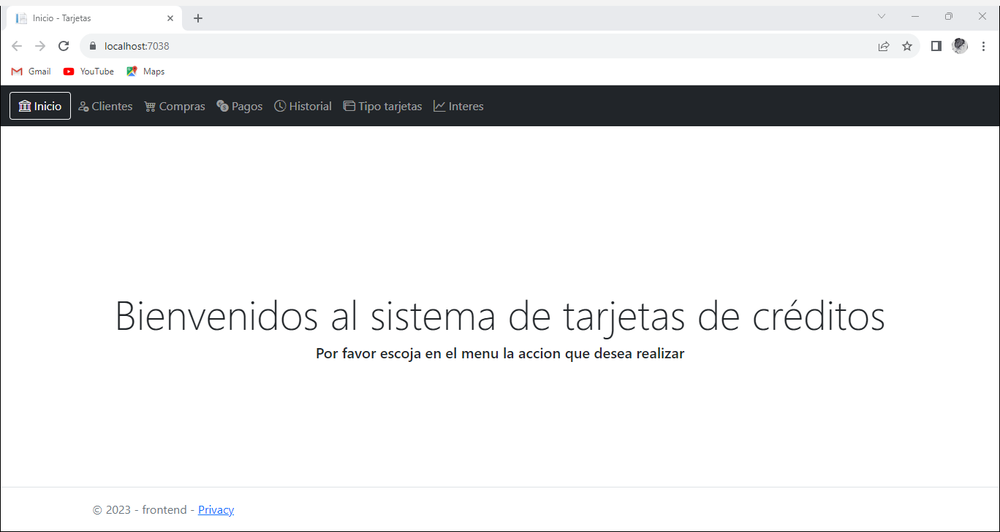 Inicio - Tarjetas
localhost:7038
Gmail YouTube Maps
Inicio Clientes Compras Pagos Historial Tipo tarjetas Interes
Bienvenidos al sistema de tarjetas de créditos
Por favor escoja en el menu la accion que desea realizar
© 2023 - frontend - Privacy